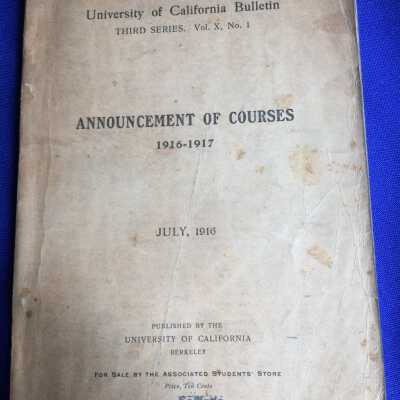 University of California Bulletin
THIRD SERIES. Vol. X, No. 1
ANNOUNCEMENT OF COURSES
1916-1917
JULY, 1916
PUBLISHED BY THE
UNIVERSITY OF CALIFORNIA
BERKELEY
FOR SALE BY THE ASSOCIATED STUDENTS' STORE
Price, Ten Cents